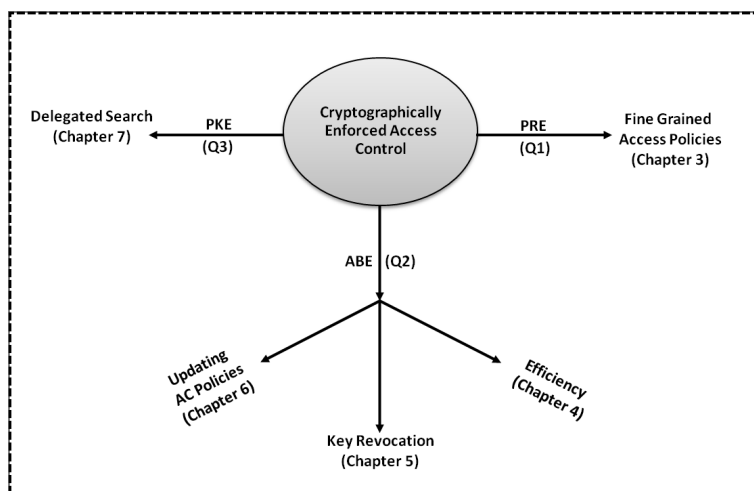 Cryptographically
Enforced Access
Control
Delegated Search
(Chapter 7)
PKE
(Q3)
PRE
(Q1)
Fine Grained
Access Policies
(Chapter 3)
ABE (Q2)
Updating
AC Policies
(Chapter 6)
Key Revocation
(Chapter 5)
Efficiency
(Chapter 4)